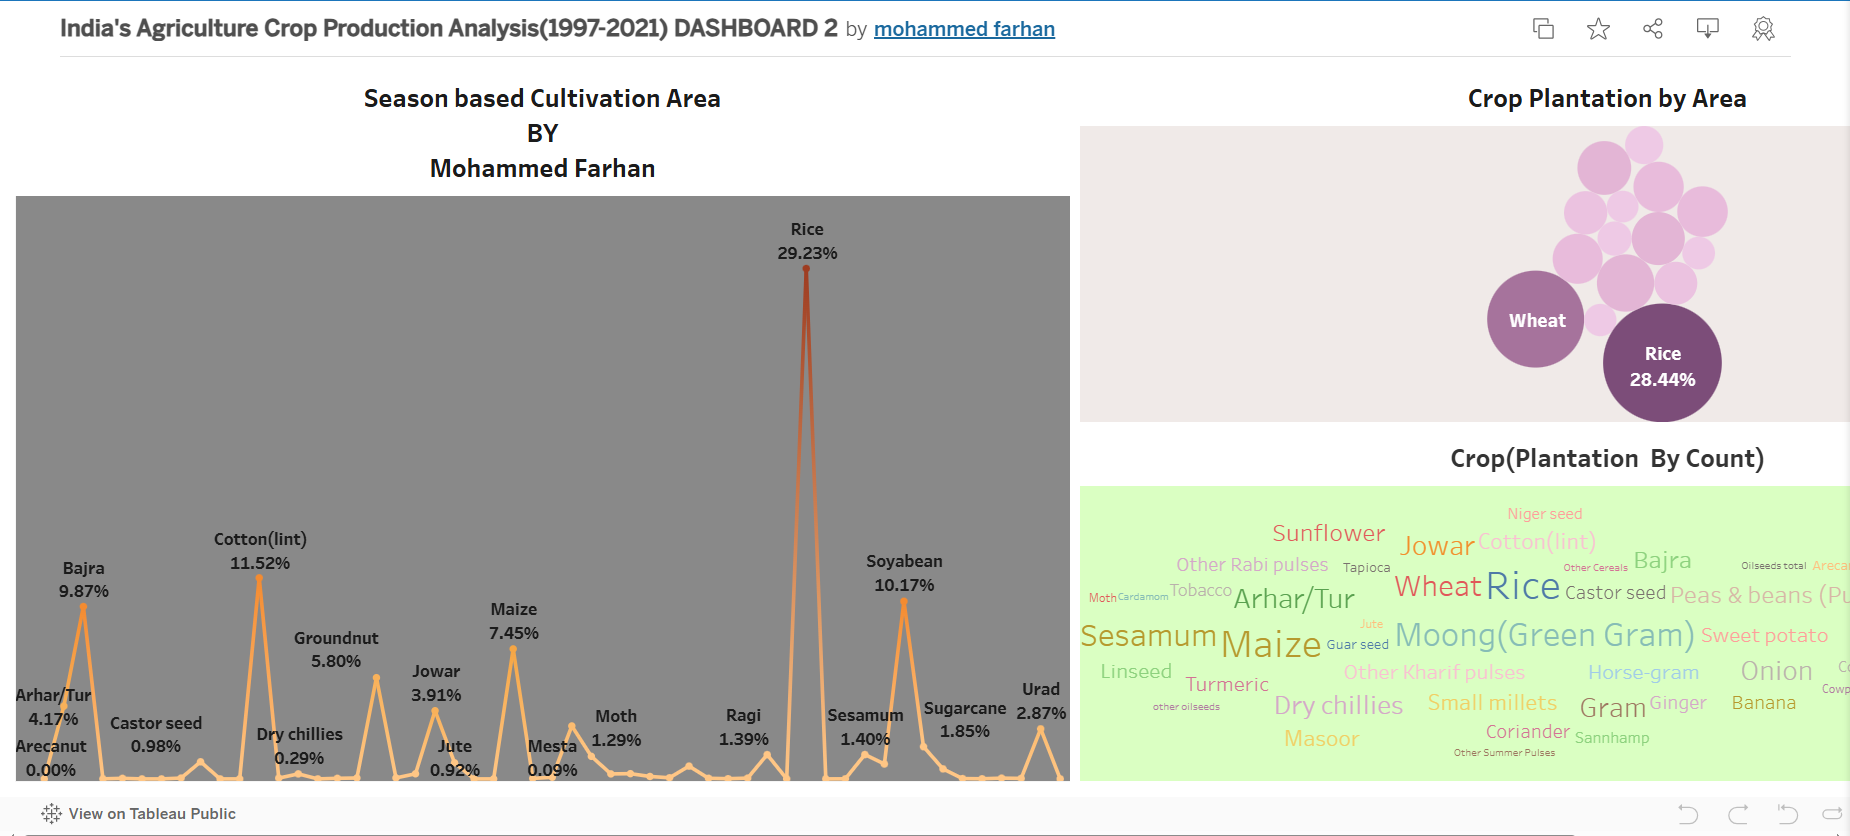 India's Agriculture Crop Production Analysis(1997-2021) DASHBOARD 2 by mohammed farhan
Season based Cultivation Area
BY
Mohammed Farhan
Rice
29.23%
Cotton(lint)
11.52%
Bajra
9.87%
Soyabean
10.17%
Maize
7.45%
Groundnut
5.80%
Jowar
3.91%
Arhar/Tur
4.17%
Castor seed
0.98%
Arecanut
0.00%
Dry chillies
0.29%
Jute
0.92%
Mesta
0.09%
Moth
1.29%
Ragi
1.39%
Sesamum
1.40%
Sugarcane
1.85%
Urad
2.87%
Crop Plantation by Area
Wheat
Rice
28.44%
Crop(Plantation By Count)
Niger seed
Sunflower
Jowar
Cotton(lint)
Other Rabi pulses
Tapioca
Other Cereals
Bajra
Oilseeds total
Areca
Moth
Cardamom
Tobacco
Arhar/Tur
Wheat
Rice
Castor seed
Peas & beans (Pu
Jute
Sesamum
Maize
Guar seed
Moong(Green Gram)
Sweet potato
Linseed
Turmeric
Other Kharif pulses
Horse-gram
Onion
Cowp
other oilseeds
Dry chillies
Small millets
Gram
Ginger
Banana
Masoor
Coriander
Sannhamp
Other Summer Pulses
View on Tableau Public